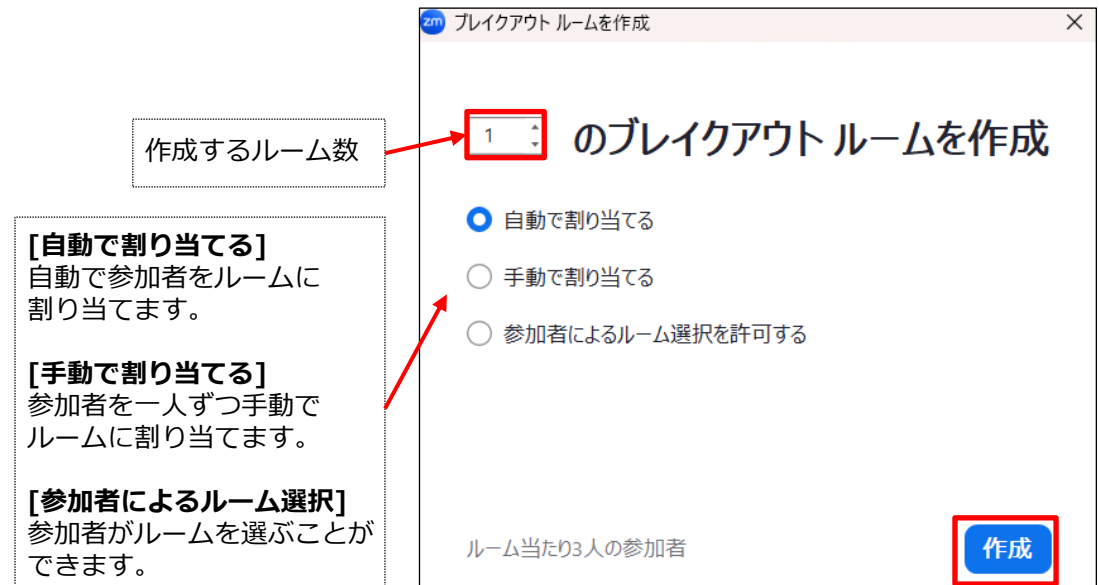 zm ブレイクアウト ルームを作成
作成するルーム数
1 のブレイクアウト ルームを作成
自動で割り当てる
手動で割り当てる
参加者によるルーム選択を許可する
[自動で割り当てる]
自動で参加者をルームに
割り当てます。
[手動で割り当てる]
参加者を一人ずつ手動で
ルームに割り当てます。
[参加者によるルーム選択]
参加者がルームを選ぶことが
できます。
ルーム当たり3人の参加者
作成